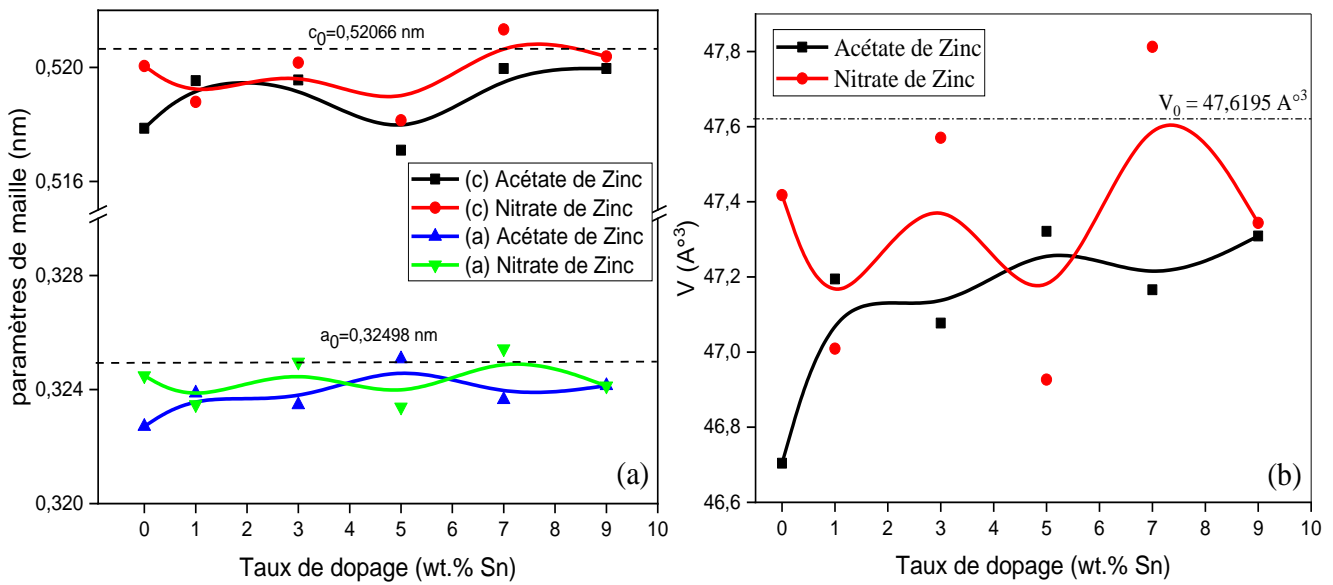 c0=0,52066 nm
0,520
0,516
paramètres de maille (nm)
(c) Acétate de Zinc
(c) Nitrate de Zinc
(a) Acétate de Zinc
(a) Nitrate de Zinc
0,328
a0=0,32498 nm
0,324
0,320
(a)
0 1 2 3 4 5 6 7 8 9 10
Taux de dopage (wt.% Sn)
47,8
Acétate de Zinc
Nitrate de Zinc
V0 = 47,6195 A°3
47,6
47,4
47,2
V (A°3)
47,0
46,8
46,6
(b)
0 1 2 3 4 5 6 7 8 9 10
Taux de dopage (wt.% Sn)